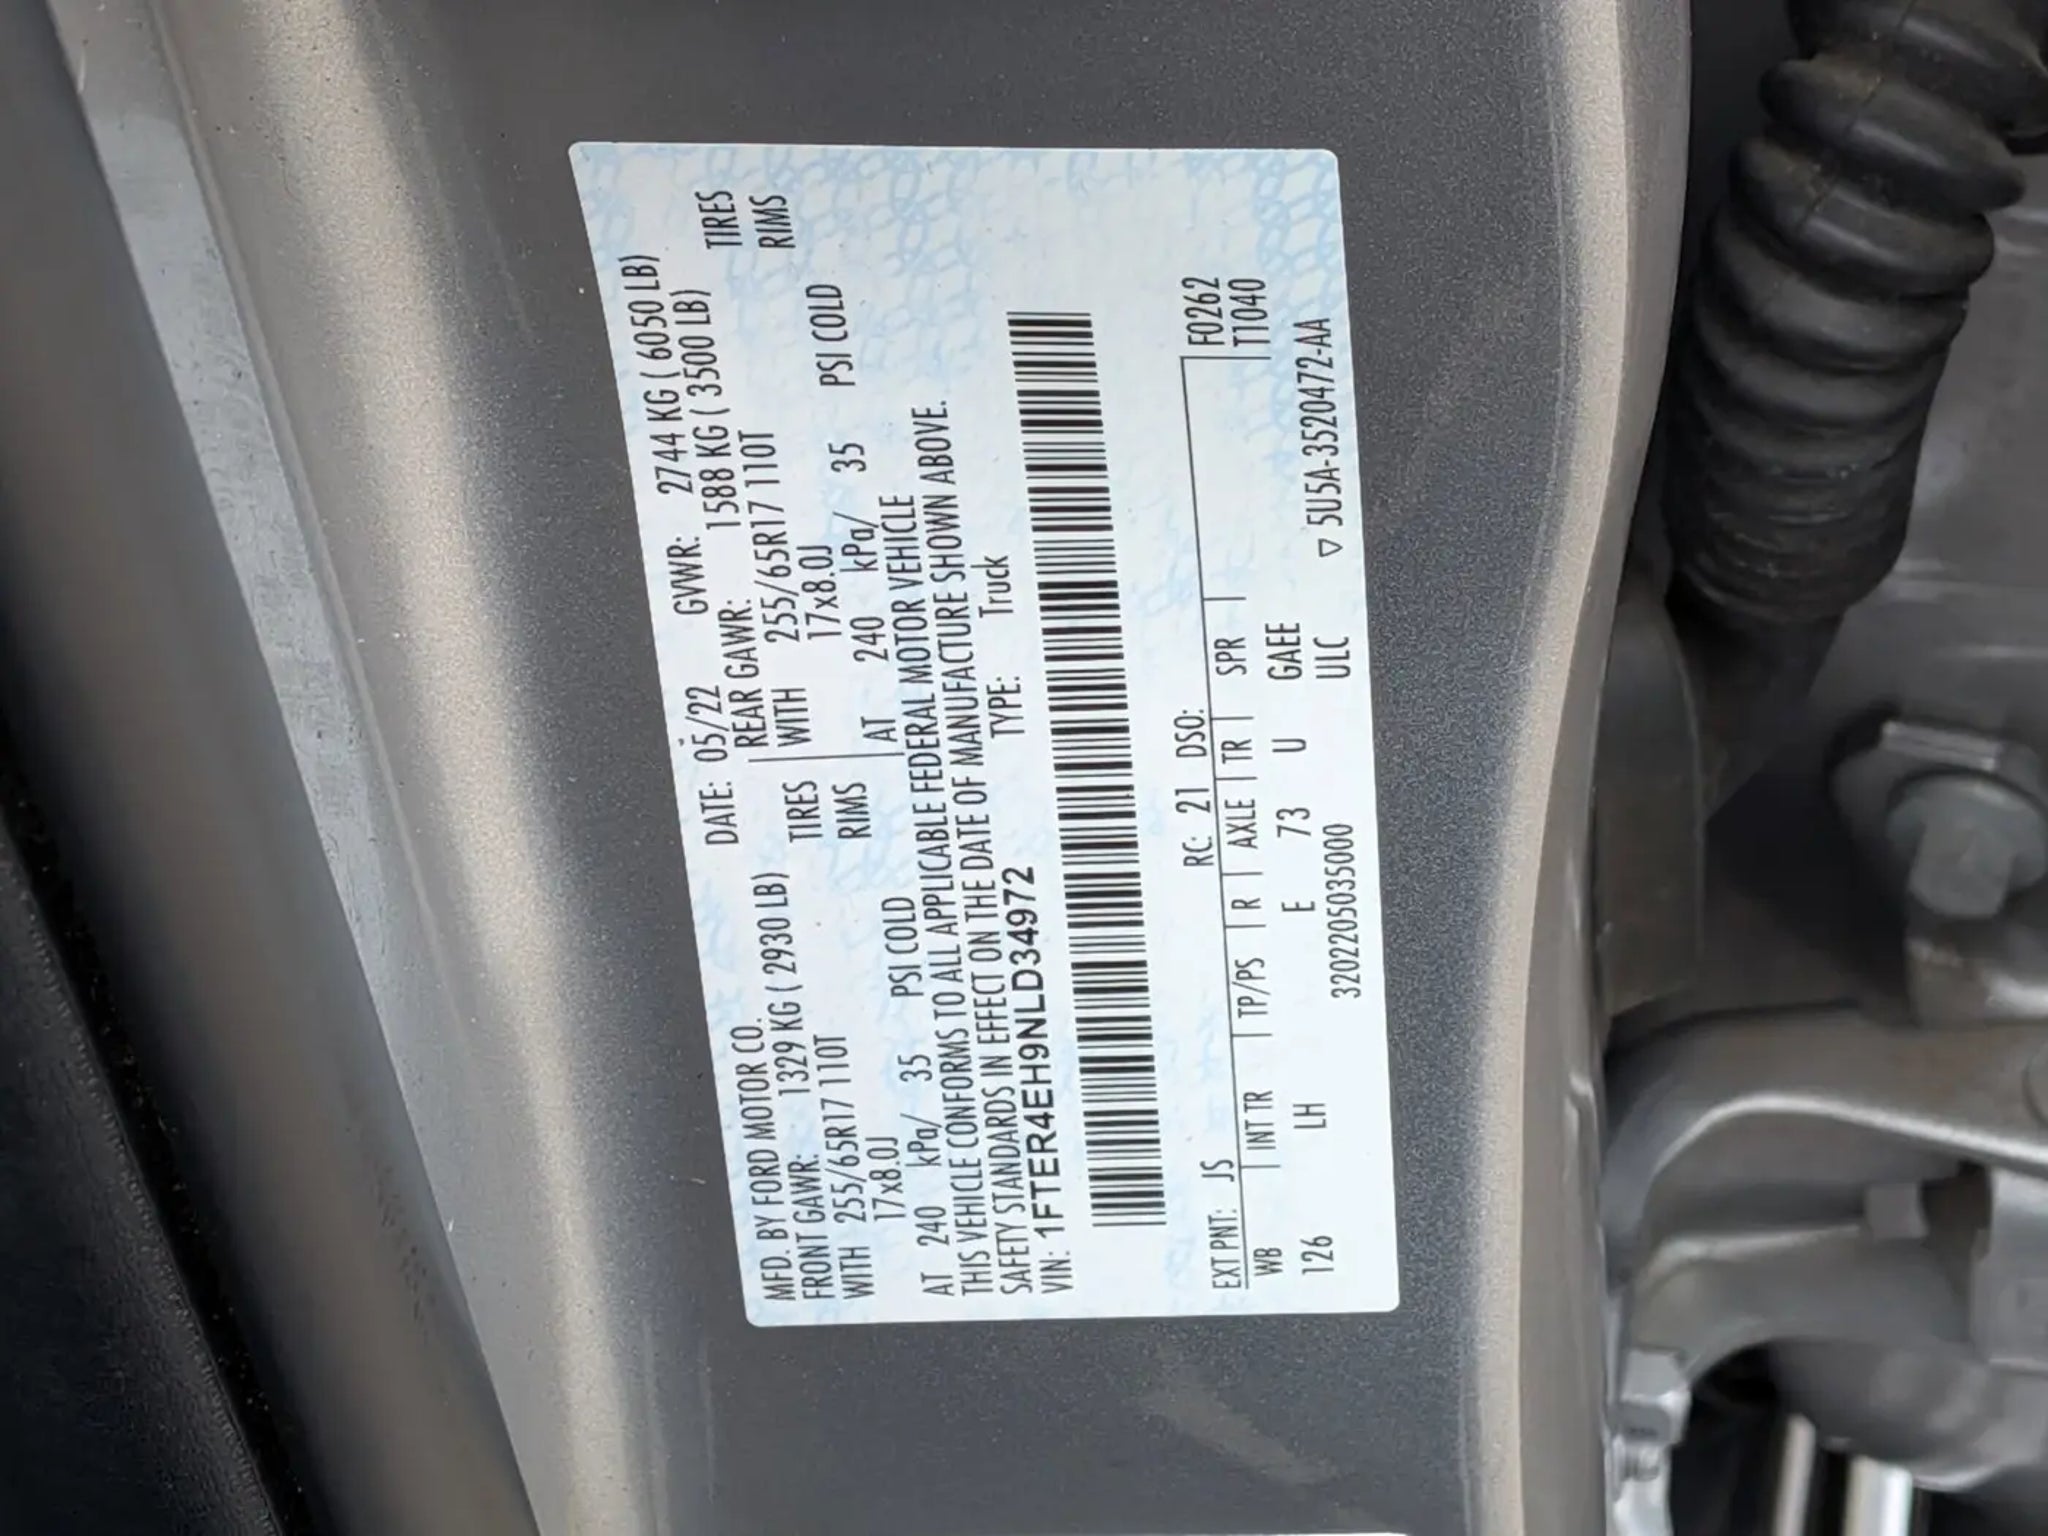 MFD. BY FORD MOTOR CO. DATE: 05/22 GVWR: 2744 KG ( 6050 LB)
FRONT GAWR: 1329 KG ( 2930 LB) REAR GAWR: 1588 KG ( 3500 LB)
WITH 255/65R17 110T TIRES WITH 255/65R17 110T TIRES
17x8.0J RIMS 17x8.0J RIMS
AT 240 kPa/ 35 PSI COLD AT 240 kPa/ 35 PSI COLD
THIS VEHICLE CONFORMS TO ALL APPLICABLE FEDERAL MOTOR VEHICLE
SAFETY STANDARDS IN EFFECT ON THE DATE OF MANUFACTURE SHOWN ABOVE.
VIN: 1FTER4EH9NLD34972 TYPE: Truck
EXT PNT: JS RC: 21 DSO: F0262
WB INT TR TP/PS R AXLE TR SPR T1040
126 LH E 73 U GAEE
3202205035000 ULC ▽ 5U5A-3520472-AA